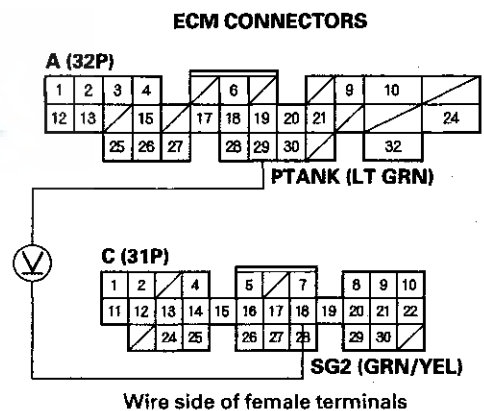 ECM CONNECTORS
A (32P)
1 2 3 4 6 9 10
12 13 15 17 18 19 20 21 24
25 26 27 28 29 30 32
PTANK (LT GRN)
V
C (31P)
1 2 4 5 7 8 9 10
11 12 13 14 15 16 17 18 19 20 21 22
24 25 26 27 28 29 30
SG2 (GRN/YEL)
Wire side of female terminals